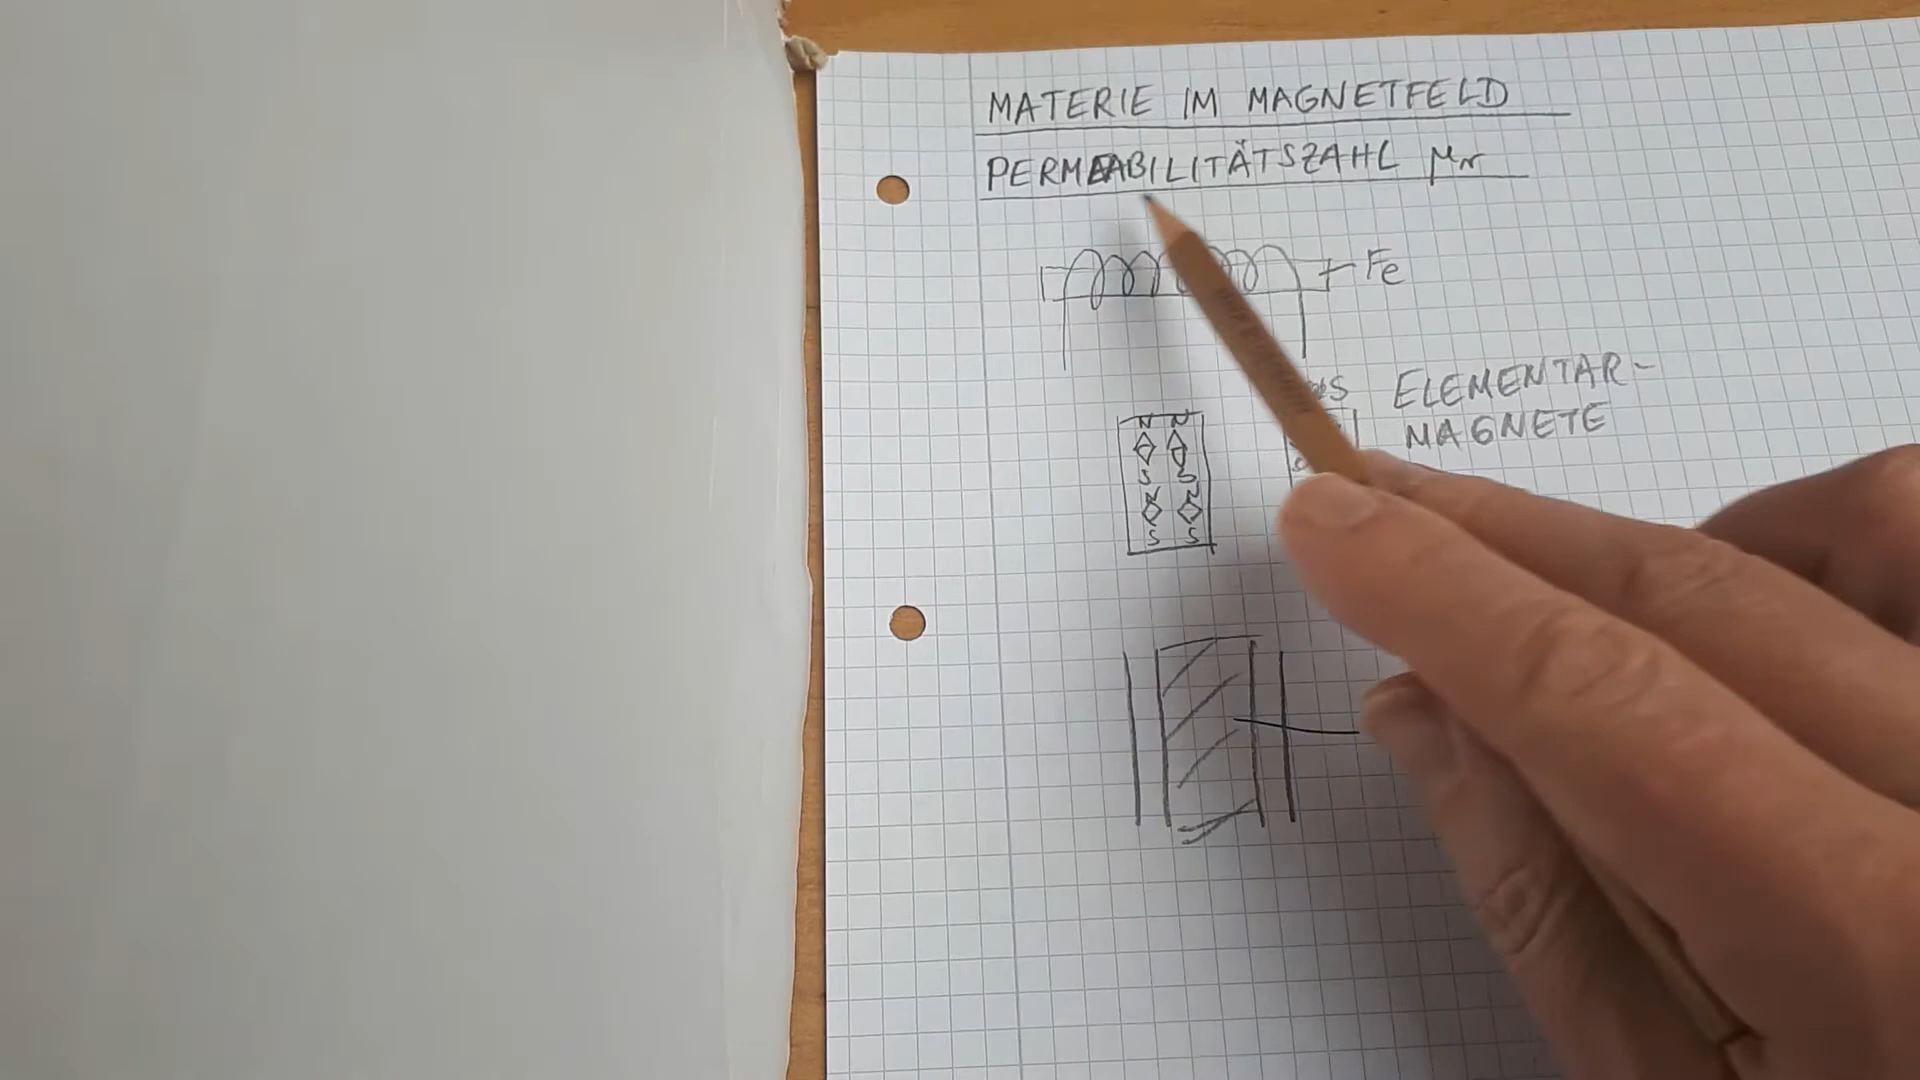 MATERIE IM MAGNETFELD
PERMEABILITÄTSZAHL μr
Fe
ELEMENTAR-
MAGNETE
N N
S S
N N
S S